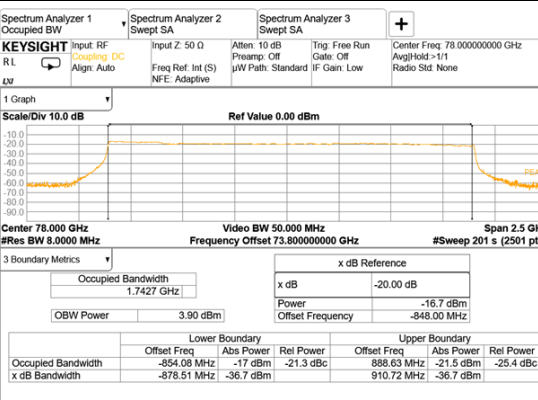 Spectrum Analyzer 1 Spectrum Analyzer 2 Spectrum Analyzer 3
Occupied BW Swept SA Swept SA
KEYSIGHT Input: RF Input Z: 50 Ω Atten: 10 dB Trig: Free Run Center Freq: 78.000000000 GHz
RL Coupling: DC Preamp: Off Gate: Off Avg|Hold:>1/1
Align: Auto Freq Ref: Int (S) µW Path: Standard IF Gain: Low Radio Std: None
LXI NFE: Adaptive
1 Graph
Scale/Div 10.0 dB Ref Value 0.00 dBm
-10.0
-20.0
-30.0
-40.0
-50.0
-60.0
-70.0
-80.0
-90.0
Center 78.000 GHz Video BW 50.000 MHz Span 2.5
#Res BW 8.0000 MHz Frequency Offset 73.800000000 GHz #Sweep 201 s (2501
3 Boundary Metrics
Occupied Bandwidth
1.7427 GHz
OBW Power 3.90 dBm
x dB Reference
x dB -20.00 dB
Power -16.7 dBm
Offset Frequency -848.00 MHz
Lower Boundary Upper Boundary
Offset Freq Abs Power Rel Power Offset Freq Abs Power Rel Power
Occupied Bandwidth -854.08 MHz -17 dBm -21.3 dBc 888.63 MHz -21.5 dBm -25.4 dBc
x dB Bandwidth -878.51 MHz -36.7 dBm 910.72 MHz -36.7 dBm